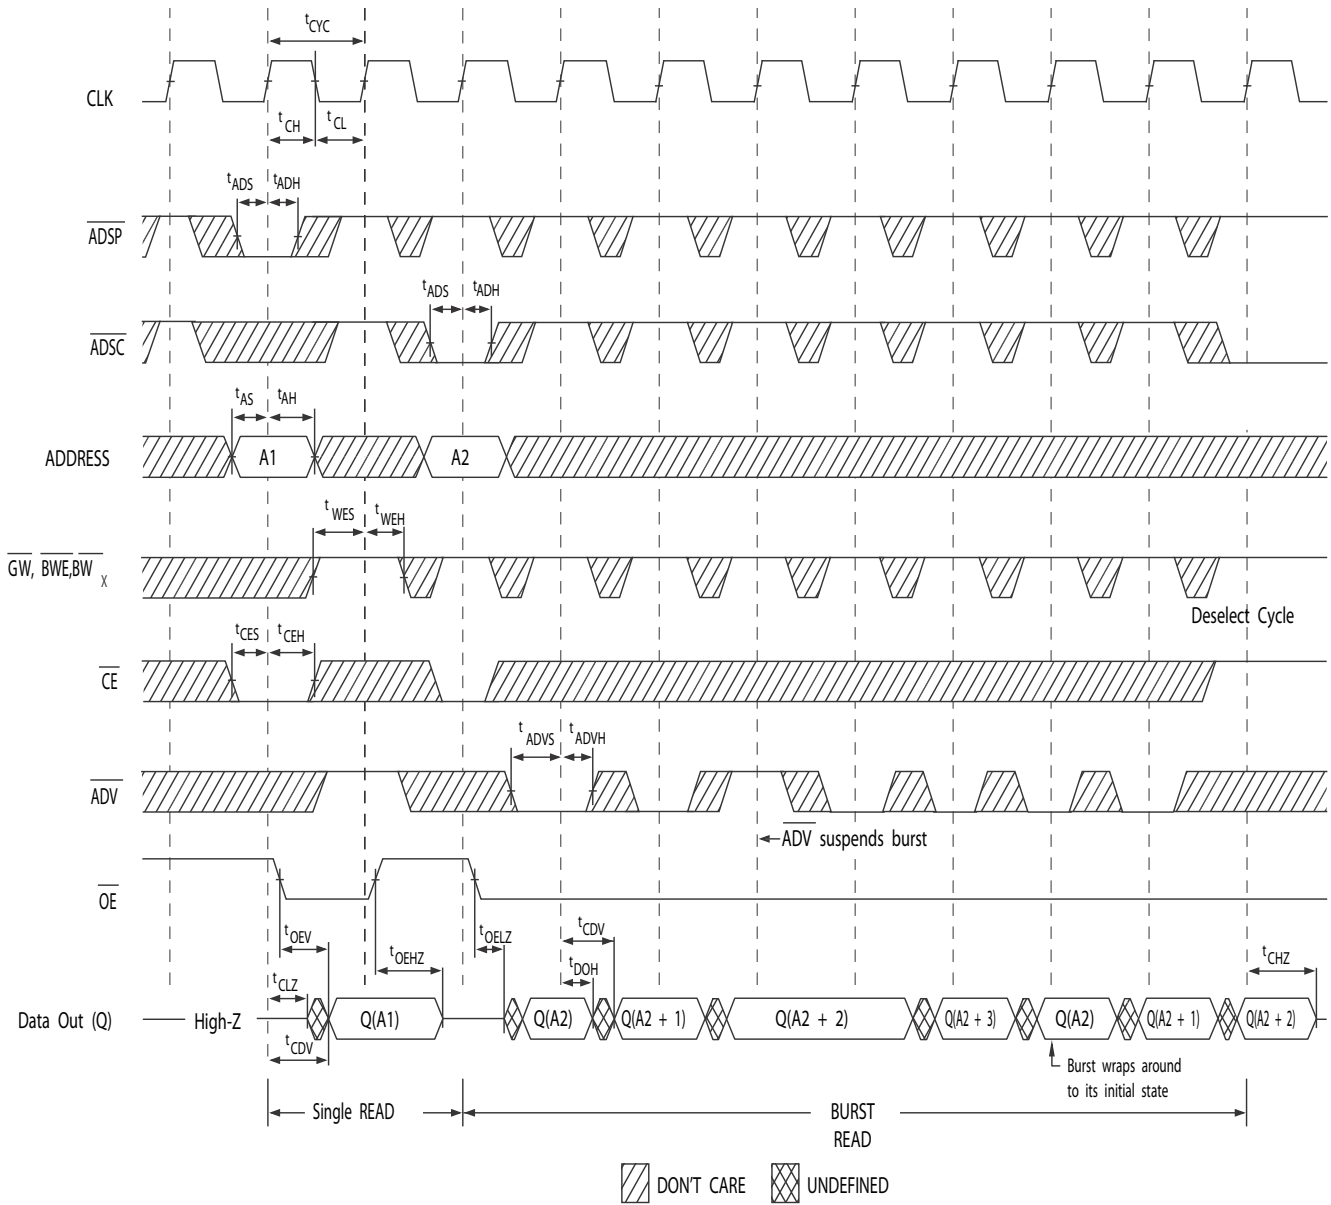 tCYC
CLK
tCH
tCL
tADS
tADH
ADSP
tADS
tADH
ADSC
tAS
tAH
ADDRESS
A1
A2
tWES
tWEH
GW, BWE,BWX
Deselect Cycle
tCES
tCEH
CE
tADVS
tADVH
ADV
ADV suspends burst
OE
tOEV
tOEHZ
tOELZ
tCDV
tDOH
tCHZ
tCLZ
Data Out (Q)
High-Z
Q(A1)
Q(A2)
Q(A2 + 1)
Q(A2 + 2)
Q(A2 + 3)
Q(A2)
Q(A2 + 1)
Q(A2 + 2)
tCDV
Burst wraps around
to its initial state
Single READ
BURST
READ
DON'T CARE
UNDEFINED